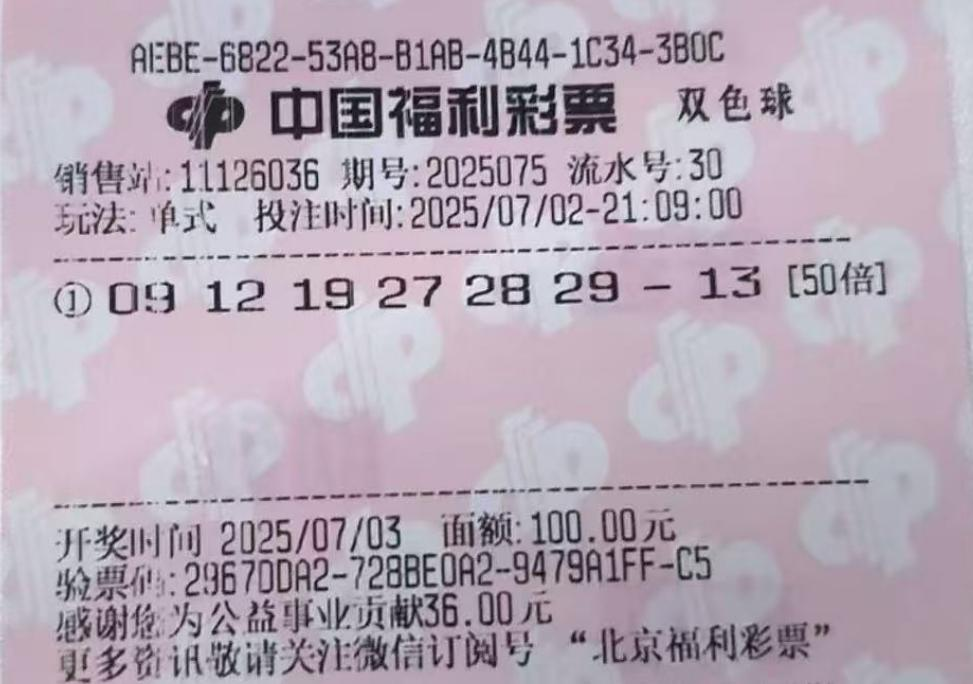 AEBE-6822-53A8-B1AB-4B44-1C34-3B0C
中国福利彩票 双色球
销售站:11126036 期号:2025075 流水号:30
玩法:单式 投注时间:2025/07/02-21:09:00
① 09 12 19 27 28 29 - 13 [50倍]
开奖时间 2025/07/03 面额:100.00元
验票码:2967DDA2-728BE0A2-9479A1FF-C5
感谢您为公益事业贡献36.00元
更多资讯敬请关注微信订阅号 “北京福利彩票”